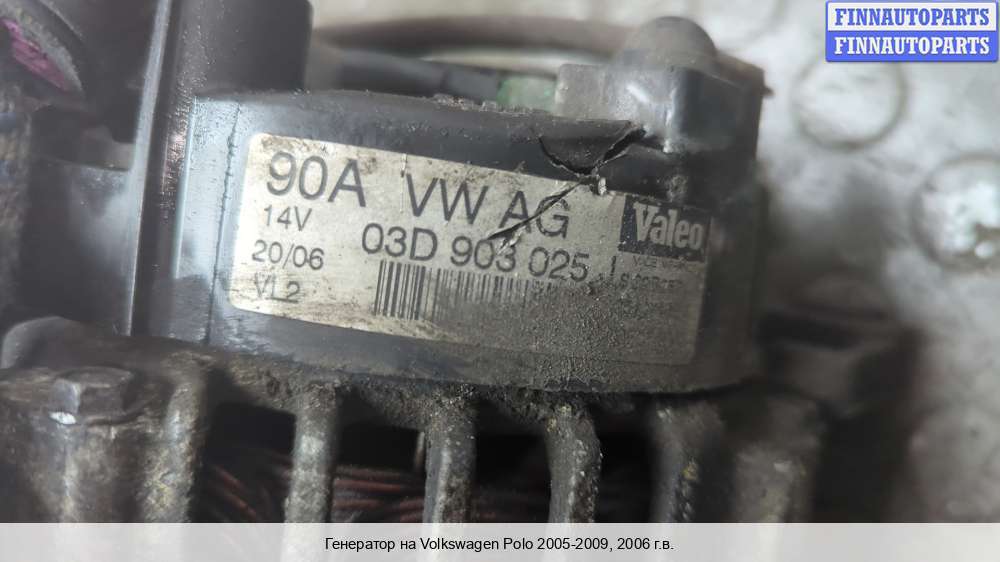 FINNAUTOPARTS
FINNAUTOPARTS
90A VW AG
14V 03D 903 025 J
20/06
VL2
Valeo
Генератор на Volkswagen Polo 2005-2009, 2006 г.в.